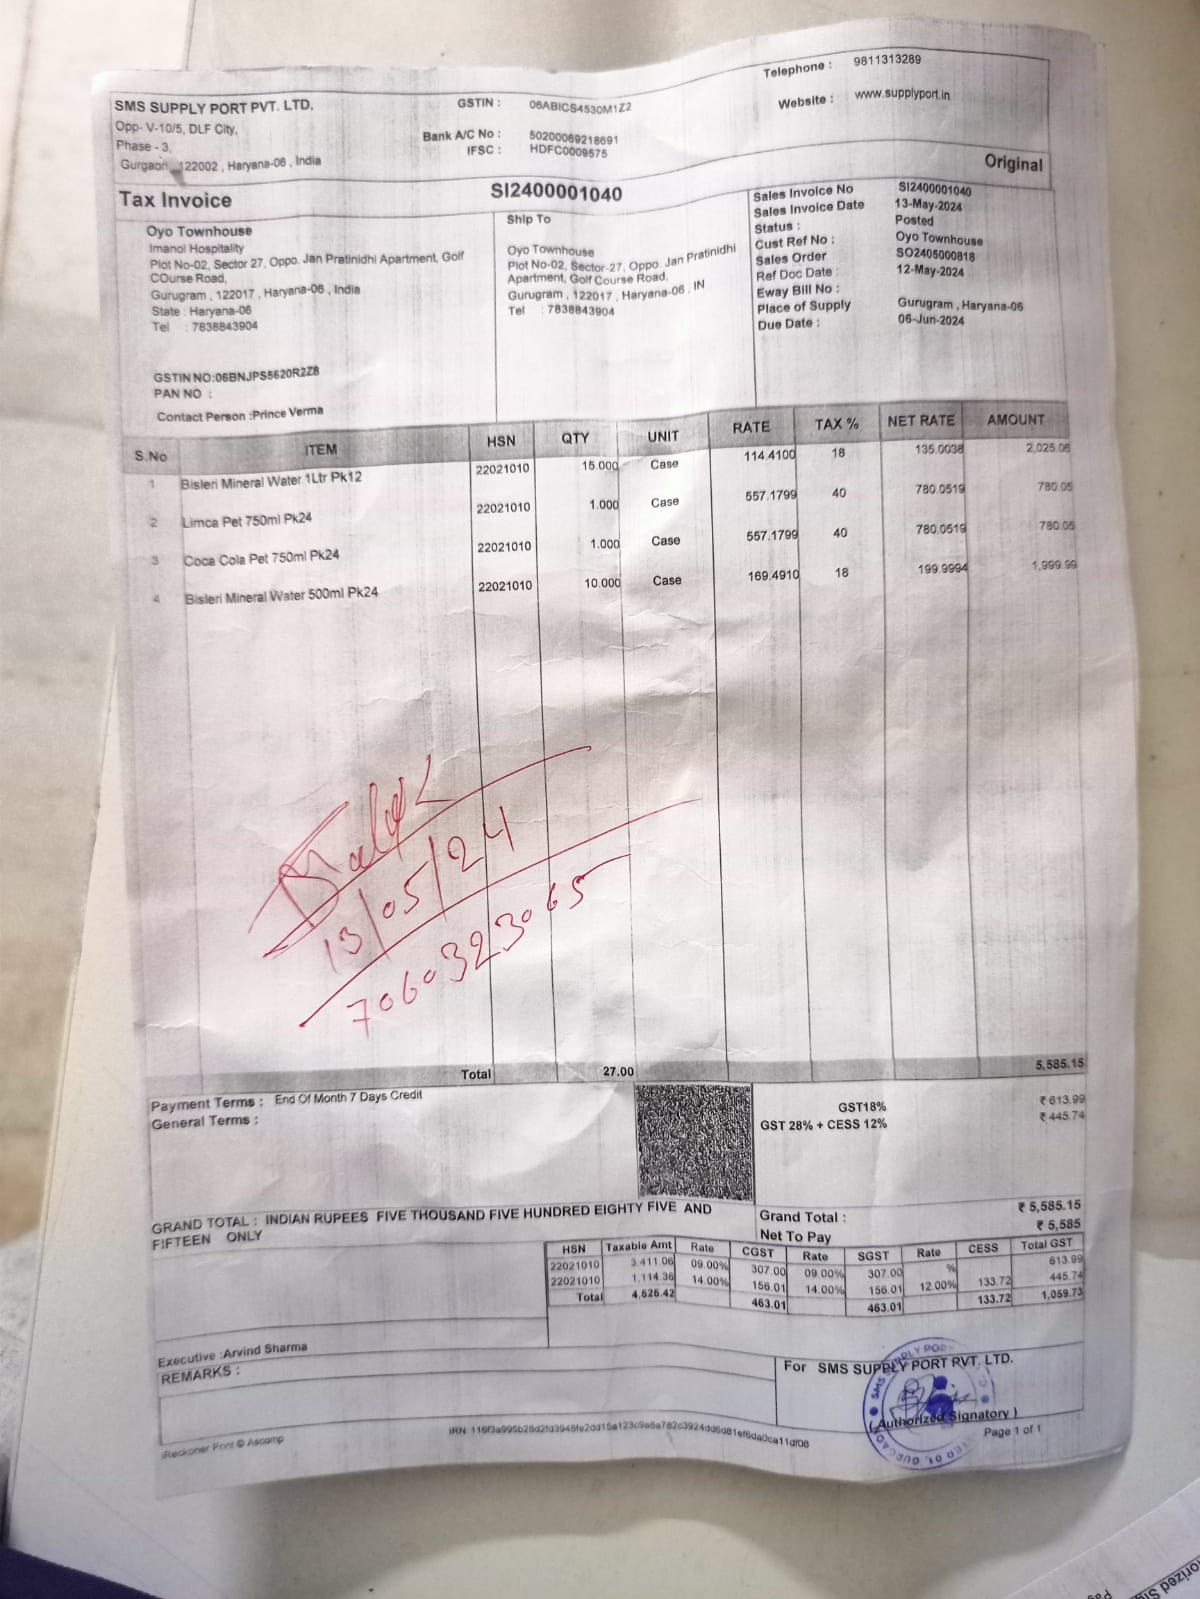 Telephone : 9811313289
SMS SUPPLY PORT PVT. LTD. GSTIN : 06ABICS4530M1Z2 Website : www.supplyport.in
Opp- V-10/5, DLF City,
Phase - 3, Bank A/C No : 50200069218691
Gurgaon , 122002 , Haryana-06 , India IFSC : HDFC0009575
Original
Tax Invoice SI2400001040
Oyo Townhouse
Imanol Hospitality
Plot No-02, Sector 27, Oppo. Jan Pratinidhi Apartment, Golf
COurse Road,
Gurugram , 122017 , Haryana-06 , India
State : Haryana-06
Tel : 7838843904
GSTIN NO:06BNJPS5620R2Z8
PAN NO :
Contact Person :Prince Verma
Ship To
Oyo Townhouse
Plot No-02, Sector-27, Oppo. Jan Pratinidhi
Apartment, Golf Course Road,
Gurugram , 122017 , Haryana-06 , IN
Tel : 7838843904
Sales Invoice No SI2400001040
Sales Invoice Date 13-May-2024
Status : Posted
Cust Ref No : Oyo Townhouse
Sales Order SO2405000818
Ref Doc Date : 12-May-2024
Eway Bill No :
Place of Supply Gurugram , Haryana-06
Due Date : 06-Jun-2024
S.No ITEM HSN QTY UNIT RATE TAX % NET RATE AMOUNT
1 Bisleri Mineral Water 1Ltr Pk12 22021010 15.000 Case 114.4100 18 135.0038 2,025.06
2 Limca Pet 750ml Pk24 22021010 1.000 Case 557.1799 40 780.0519 780.05
3 Coca Cola Pet 750ml Pk24 22021010 1.000 Case 557.1799 40 780.0519 780.05
4 Bisleri Mineral Water 500ml Pk24 22021010 10.000 Case 169.4910 18 199.9994 1,999.99
13/05/24
7060323065
Total 27.00 5,585.15
Payment Terms : End Of Month 7 Days Credit
General Terms :
GST18% ₹ 613.99
GST 28% + CESS 12% ₹ 445.74
GRAND TOTAL : INDIAN RUPEES FIVE THOUSAND FIVE HUNDRED EIGHTY FIVE AND
FIFTEEN ONLY
Grand Total : ₹ 5,585.15
Net To Pay ₹ 5,585
HSN Taxable Amt Rate CGST Rate SGST Rate CESS Total GST
22021010 3,411.06 09.00% 307.00 09.00% 307.00 % 613.99
22021010 1,114.36 14.00% 156.01 14.00% 156.01 12.00% 133.72 445.74
Total 4,525.42 463.01 463.01 133.72 1,059.73
Executive :Arvind Sharma
REMARKS :
For SMS SUPPLY PORT PVT. LTD.
( Authorized Signatory )
Page 1 of 1
iReckoner Print © Ascomp